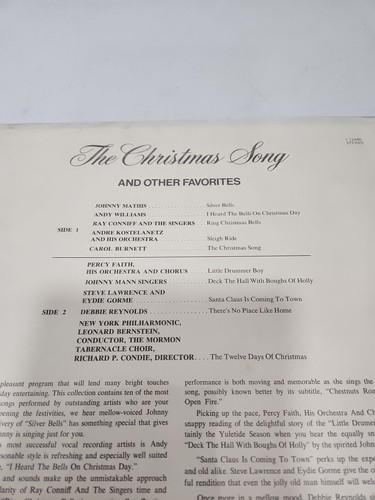 STEREO
The Christmas Song
AND OTHER FAVORITES
JOHNNY MATHIS . . . . . . . . . . . . . . Silver Bells
ANDY WILLIAMS . . . . . . . . . . . . . . I Heard The Bells On Christmas Day
RAY CONNIFF AND THE SINGERS . . Ring Christmas Bells
SIDE 1 ANDRE KOSTELANETZ
AND HIS ORCHESTRA . . . . . . . . . . . Sleigh Ride
CAROL BURNETT . . . . . . . . . . . . . . The Christmas Song
PERCY FAITH,
HIS ORCHESTRA AND CHORUS . . . . Little Drummer Boy
JOHNNY MANN SINGERS . . . . . . . . . Deck The Hall With Boughs Of Holly
STEVE LAWRENCE AND
EYDIE GORME . . . . . . . . . . . . . . . . Santa Claus Is Coming To Town
SIDE 2 DEBBIE REYNOLDS . . . . . . . . . . . . There's No Place Like Home
NEW YORK PHILHARMONIC,
LEONARD BERNSTEIN,
CONDUCTOR, THE MORMON
TABERNACLE CHOIR,
RICHARD P. CONDIE, DIRECTOR . . . . The Twelve Days Of Christmas
pleasant program that will lend many bright touches
day entertaining. This collection contains ten of the most
songs performed by outstanding artists who are your
pening the festivities, we hear mellow-voiced Johnny
ivery of "Silver Bells" has something special that gives
hnny is singing just for you.
s most successful vocal recording artists is Andy
rsonable style is refreshing and especially well suited
e, "I Heard The Bells On Christmas Day."
and sounds make up the unmistakable approach
larity of Ray Conniff And The Singers time and
performance is both moving and memorable as she sings the
song, possibly known better by its subtitle, "Chestnuts Roa
Open Fire."
Picking up the pace, Percy Faith, His Orchestra And Ch
snappy reading of the delightful story of the "Little Drumme
tainly the Yuletide Season when you hear the equally sn
"Deck The Hall With Boughs Of Holly" by the spirited Johnn
"Santa Claus Is Coming To Town" perks up the expe
and old alike. Steve Lawrence and Eydie Gorme give the o
ful rendition that even the jolly old man himself will welc
Once more in a mellow mood, Debbie Reynolds